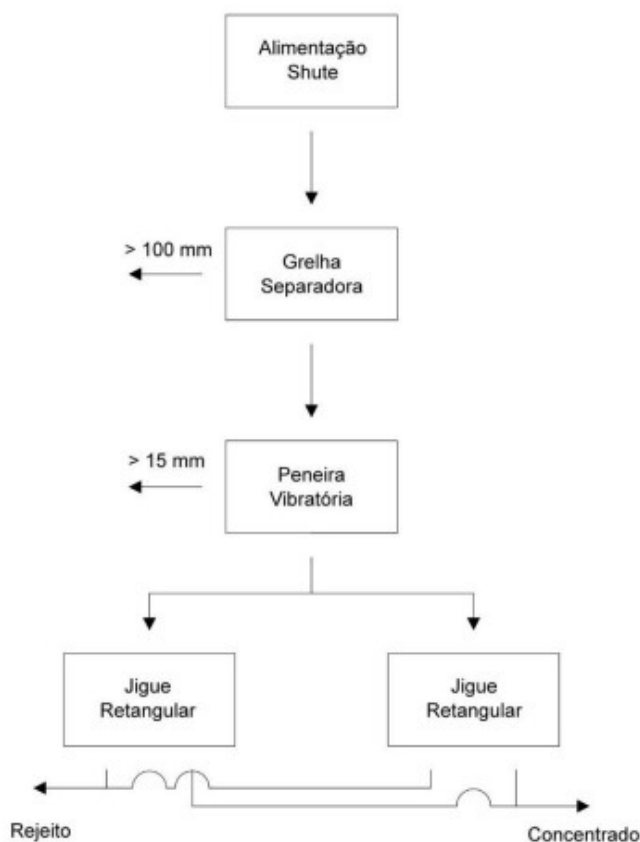 Alimentação
Shute
> 100 mm
Grelha
Separadora
> 15 mm
Peneira
Vibratória
Jigue
Retangular
Jigue
Retangular
Rejeito
Concentrado